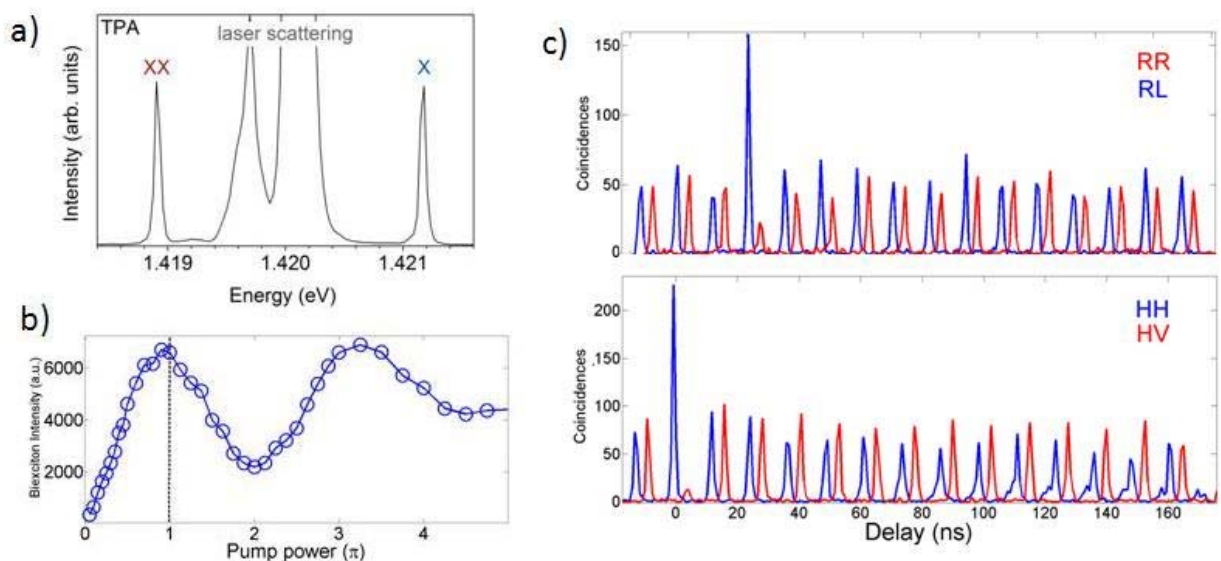 a)
TPA
laser scattering
XX
X
Intensity (arb. units)
1.419
1.420
1.421
Energy (eV)
b)
Biexciton Intensity (a.u.)
6000
4000
2000
0
1
2
3
4
Pump power (π)
c)
150
100
50
0
Coincidences
RR
RL
200
150
100
50
0
Coincidences
HH
HV
0
20
40
60
80
100
120
140
160
Delay (ns)